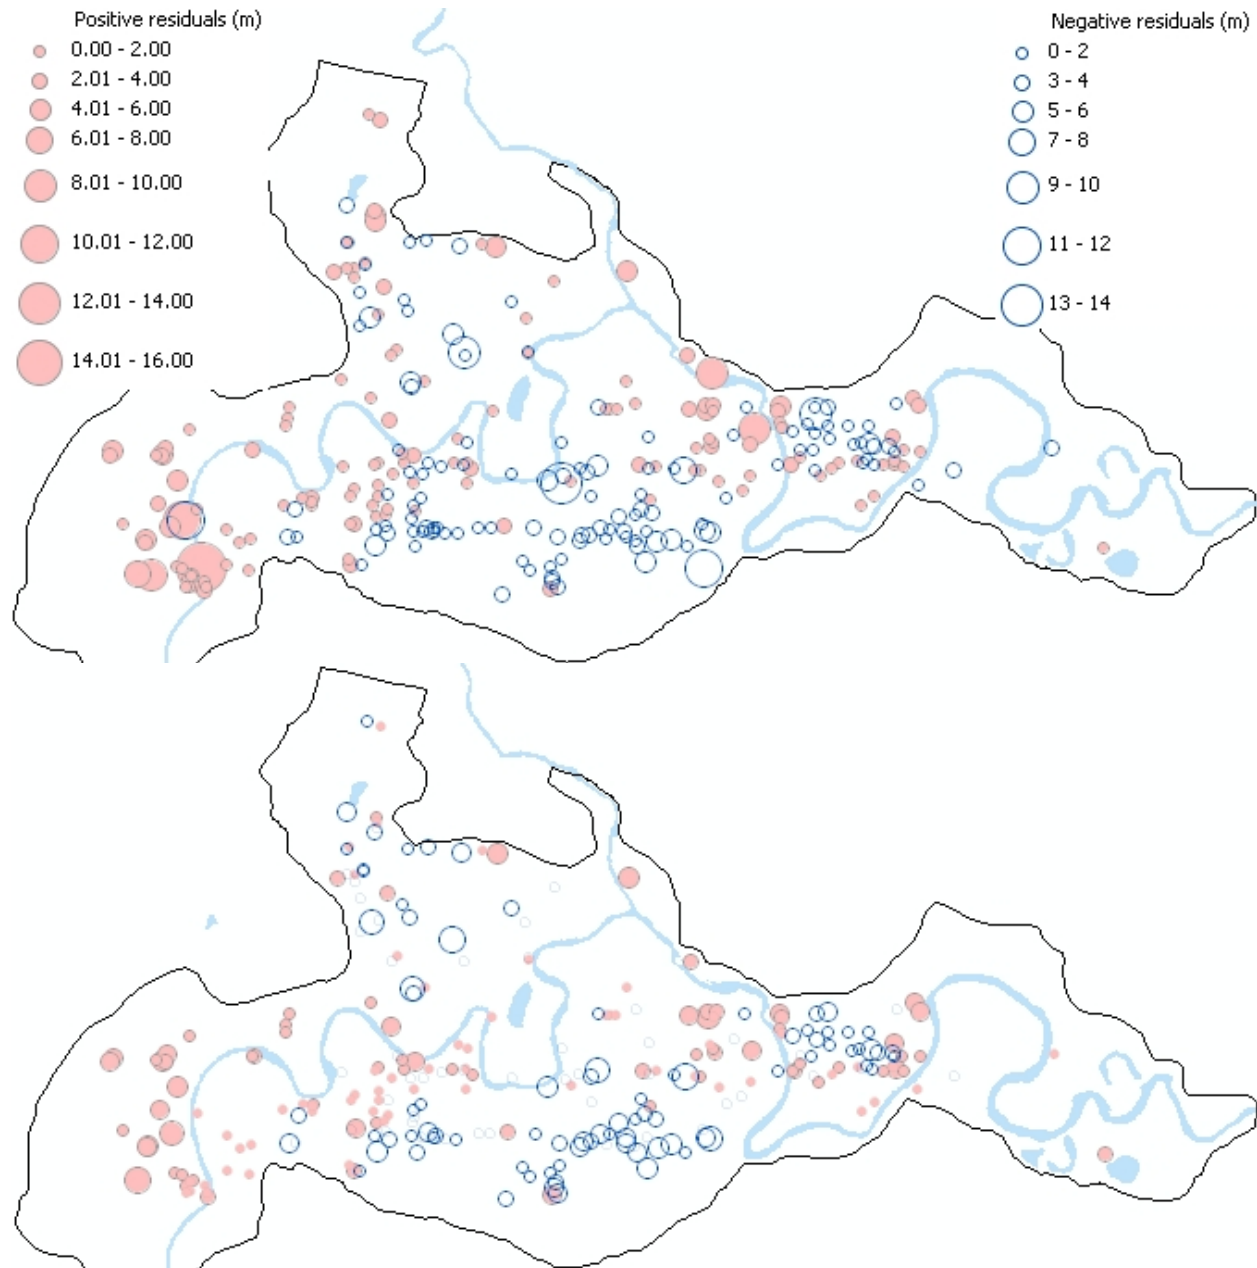 Positive residuals (m)
0.00 - 2.00
2.01 - 4.00
4.01 - 6.00
6.01 - 8.00
8.01 - 10.00
10.01 - 12.00
12.01 - 14.00
14.01 - 16.00
Negative residuals (m)
0 - 2
3 - 4
5 - 6
7 - 8
9 - 10
11 - 12
13 - 14